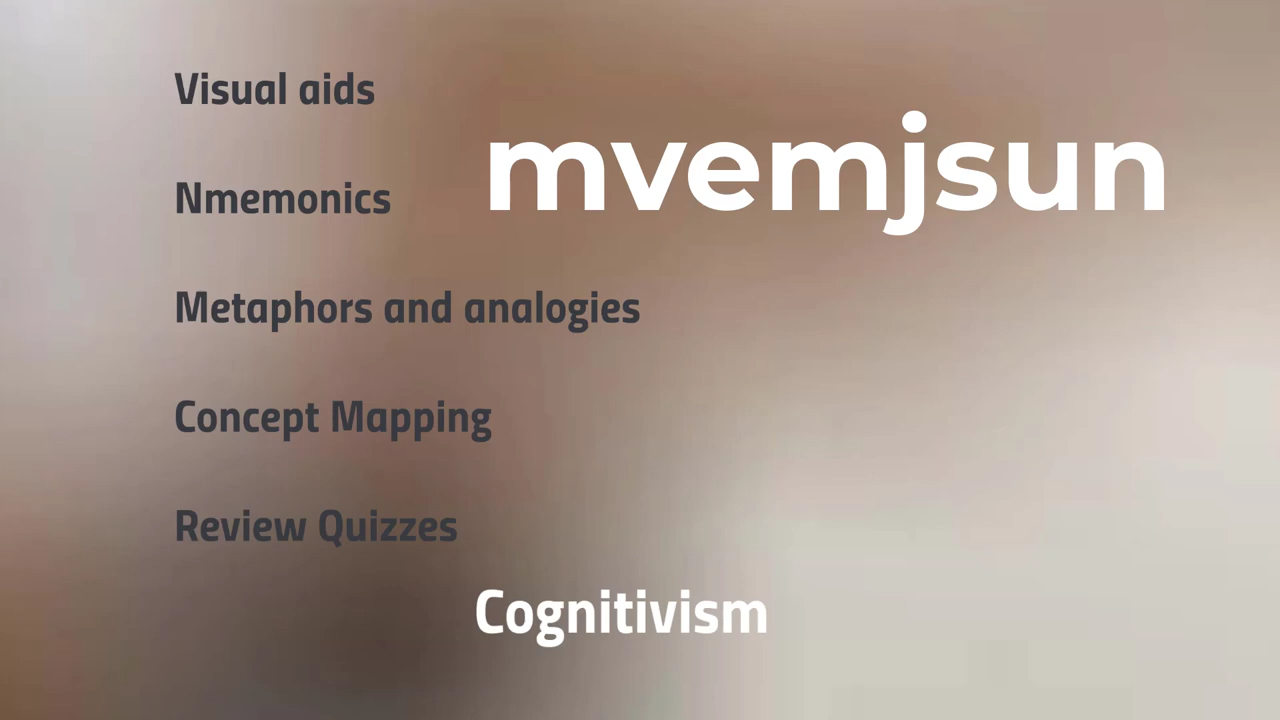 Visual aids
mvemjsun
Nmemonics
Metaphors and analogies
Concept Mapping
Review Quizzes
Cognitivism